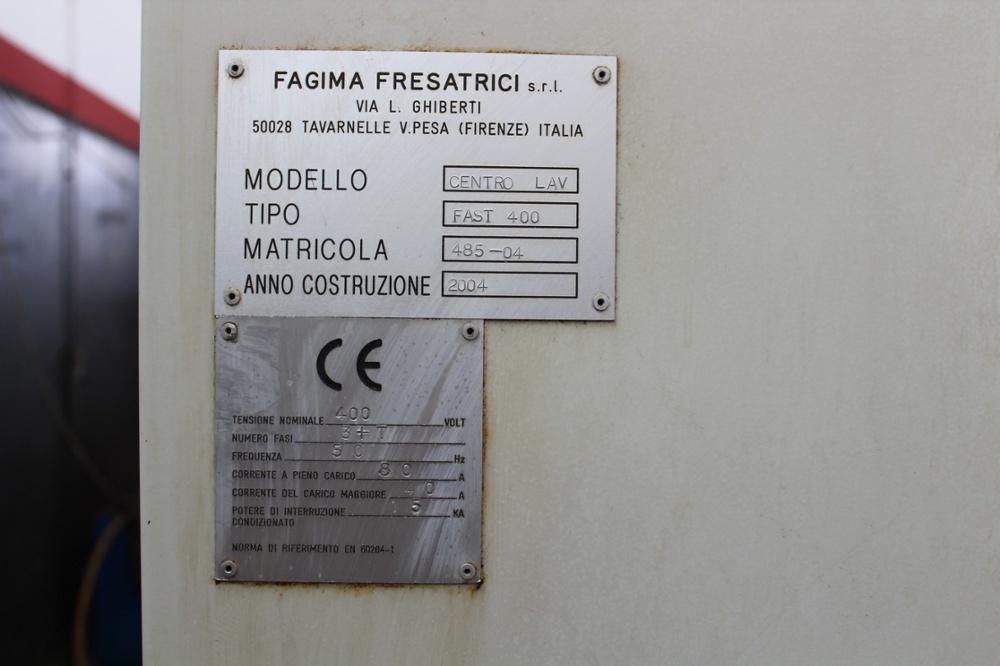 FAGIMA FRESATRICI s.r.l.
VIA L. GHIBERTI
50028 TAVARNELLE V.PESA (FIRENZE) ITALIA
MODELLO CENTRO LAV
TIPO FAST 400
MATRICOLA 485-04
ANNO COSTRUZIONE 2004
CE
TENSIONE NOMINALE 400 VOLT
NUMERO FASI 3+T
FREQUENZA 50 Hz
CORRENTE A PIENO CARICO 80 A
CORRENTE DEL CARICO MAGGIORE A
POTERE DI INTERRUZIONE KA
CONDIZIONATO
NORMA DI RIFERIMENTO EN 60204-1